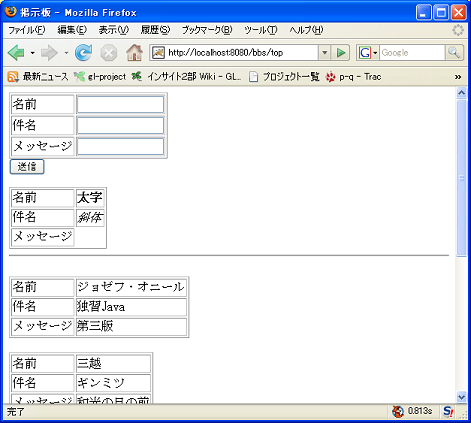 掲示板 - Mozilla Firefox
ファイル(F) 編集(E) 表示(V) 履歴(S) ブックマーク(B) ツール(T) ヘルプ(H)
http://localhost:8080/bbs/top Google
最新ニュース gl-project インサイト2部 Wiki - GL... プロジェクト一覧 p-q - Trac
名前
件名
メッセージ
送信
名前 太字
件名 斜体
メッセージ
名前 ジョゼフ・オニール
件名 独習Java
メッセージ 第三版
名前 三越
件名 ギンミツ
メッセージ 和光の目の前
完了 0.813s